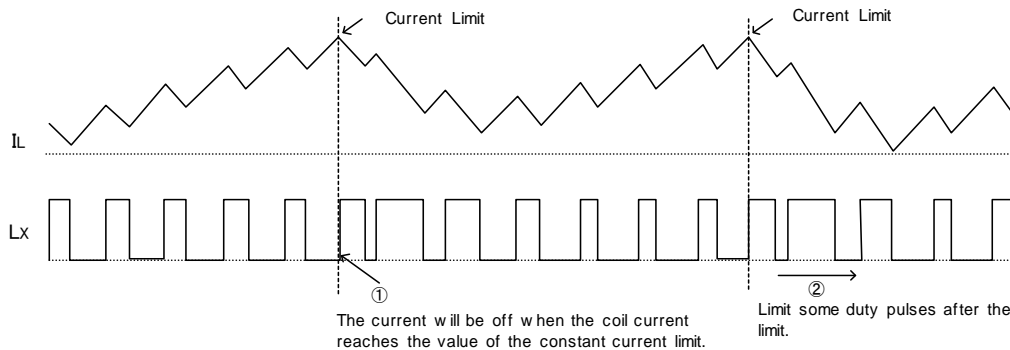 Current Limit
Current Limit
IL
Lx
①
②
The current will be off when the coil current
reaches the value of the constant current limit.
Limit some duty pulses after the
limit.